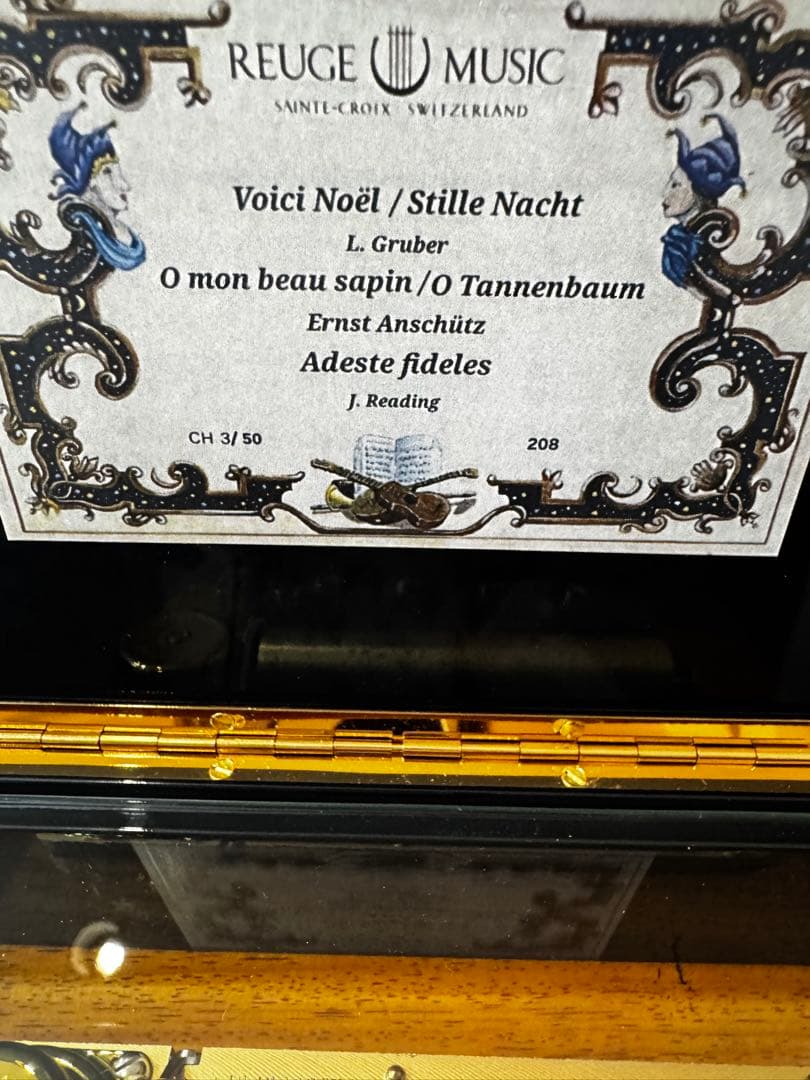 REUGE MUSIC
SAINTE-CROIX SWITZERLAND
Voici Noël / Stille Nacht
L. Gruber
O mon beau sapin/O Tannenbaum
Ernst Anschütz
Adeste fideles
J. Reading
CH 3/ 50 208